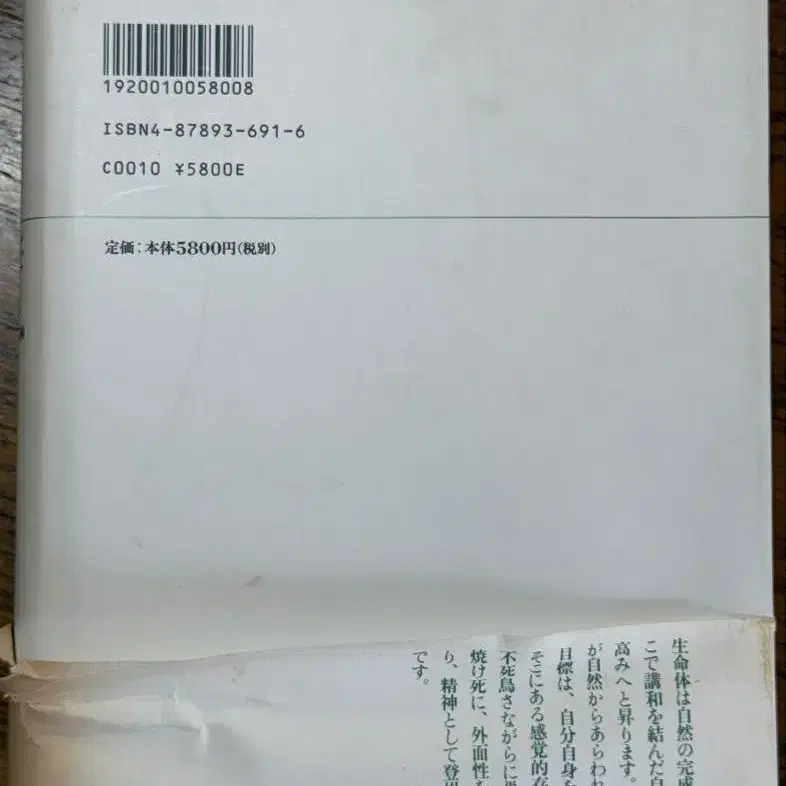 1920010058008
ISBN4-87893-691-6
C0010 ¥5800E
定価：本体5800円（税別）
生命体は自然の完成
こで講和を結んだ自
高みへと昇ります。
が自然からあらわれ
目標は、自分自身を
そこにある感覚的存
不死鳥さながらに
焼け死に、外面性を
り、精神として登
です。